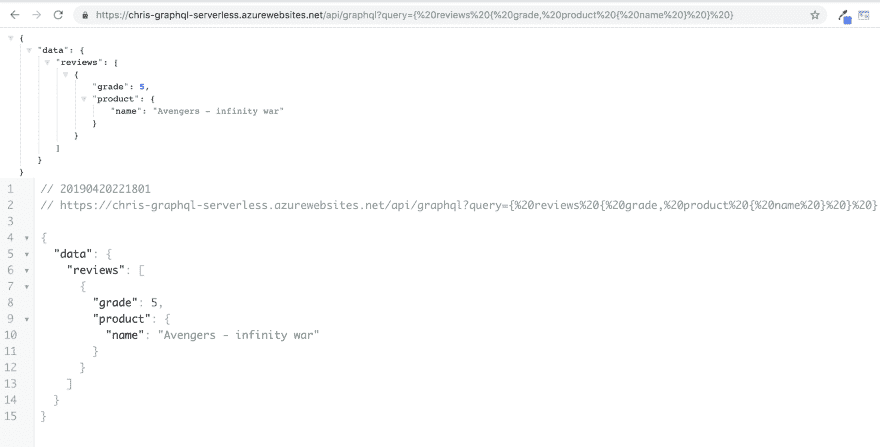 https://chris-graphql-serverless.azurewebsites.net/api/graphql?query={%20reviews%20{%20grade,%20product%20{%20name%20}%20}%20}
{
"data": {
"reviews": [
{
"grade": 5,
"product": {
"name": "Avengers - infinity war"
}
}
]
}
}
1 // 20190420221801
2 // https://chris-graphql-serverless.azurewebsites.net/api/graphql?query={%20reviews%20{%20grade,%20product%20{%20name%20}%20}%20}
3
4 {
5 "data": {
6 "reviews": [
7 {
8 "grade": 5,
9 "product": {
10 "name": "Avengers - infinity war"
11 }
12 }
13 ]
14 }
15 }